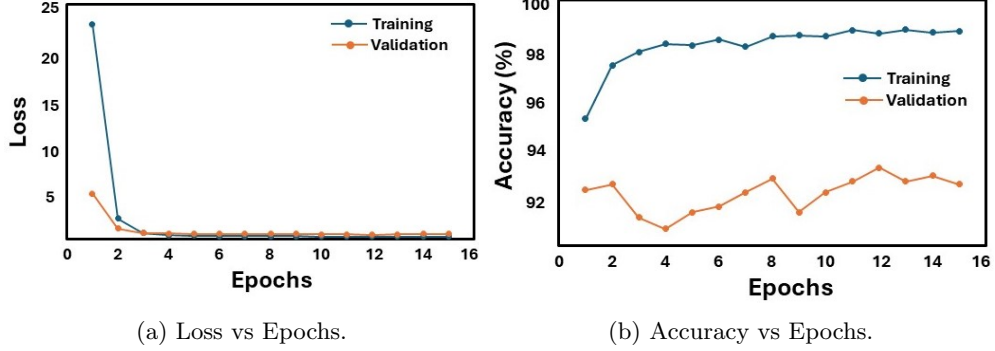 25
20
15
10
5
Loss
Training
Validation
0 2 4 6 8 10 12 14 16
Epochs
(a) Loss vs Epochs.
100
98
96
94
92
Accuracy (%)
Training
Validation
0 2 4 6 8 10 12 14 16
Epochs
(b) Accuracy vs Epochs.